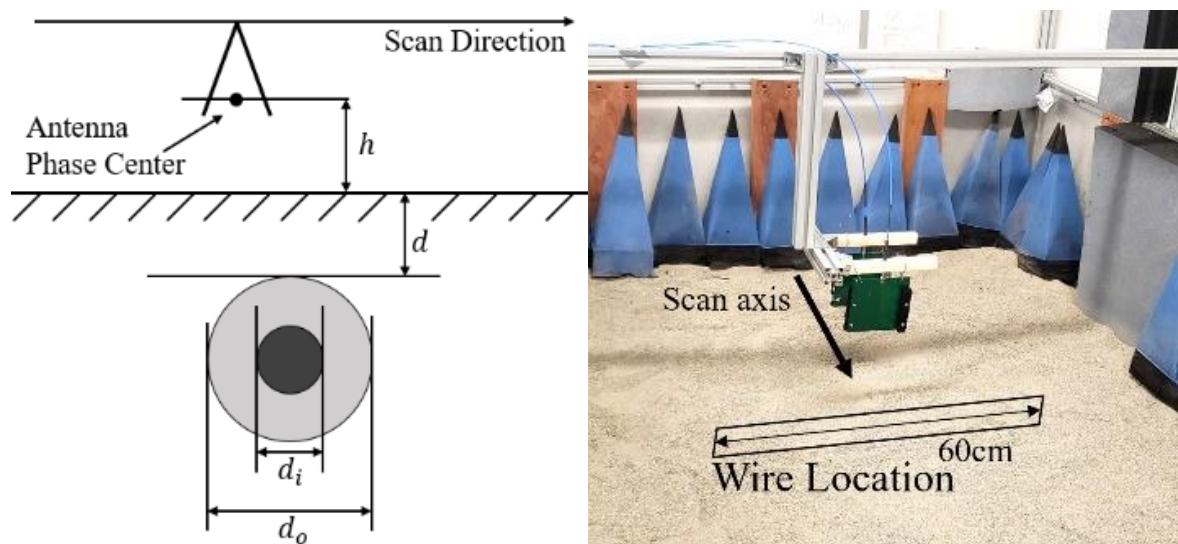 Scan Direction
Antenna
Phase Center
h
d
d_i
d_o
Scan axis
60cm
Wire Location